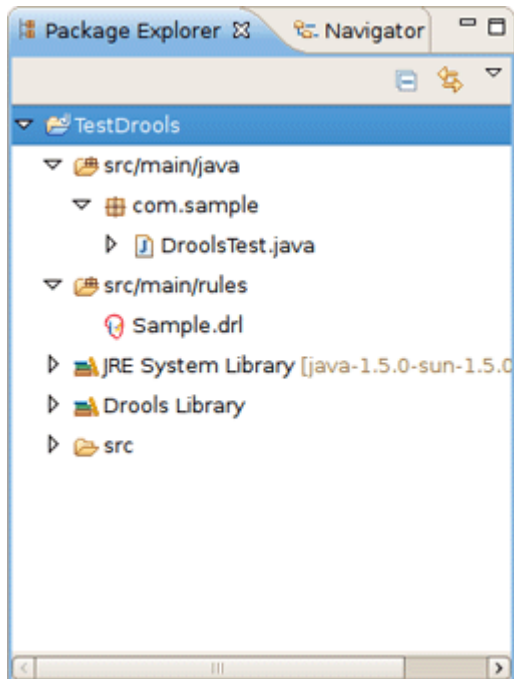 Package Explorer Navigator
TestDrools
src/main/java
com.sample
DroolsTest.java
src/main/rules
Sample.drl
JRE System Library [java-1.5.0-sun-1.5.0
Drools Library
src